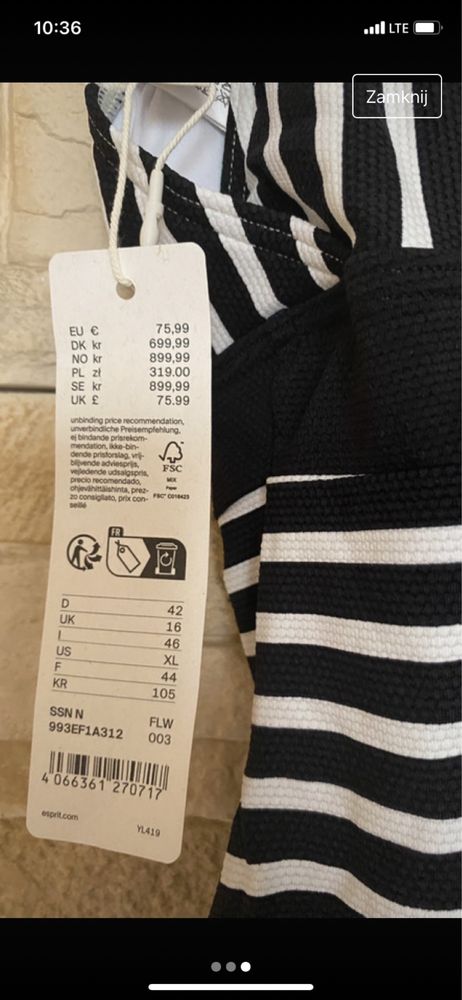 10:36
LTE
Zamknij
EU € 75,99
DK kr 699,99
NO kr 899,99
PL zł 319.00
SE kr 899,99
UK £ 75.99
unbinding price recommendation,
unverbindliche Preisempfehlung,
ej bindande prisrekom-
mendation, ikke-bin-
dende prisforslag, vrij-
blijvende adviesprijs,
vejledende udsalgspris,
precio recomendado,
ohjevähittäishinta, prez-
zo consigliato, prix con-
seillé
FSC
MIX
Paper
FSC® C016423
FR
D 42
UK 16
I 46
US XL
F 44
KR 105
SSN N FLW
993EF1A312 003
4 066361 270717
esprit.com
YL419